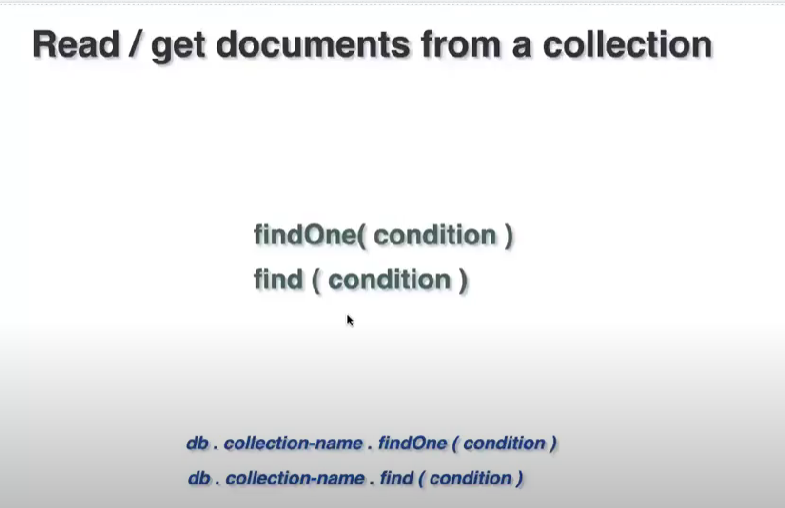 Read / get documents from a collection
findOne( condition )
find ( condition )
db . collection-name . findOne ( condition )
db . collection-name . find ( condition )